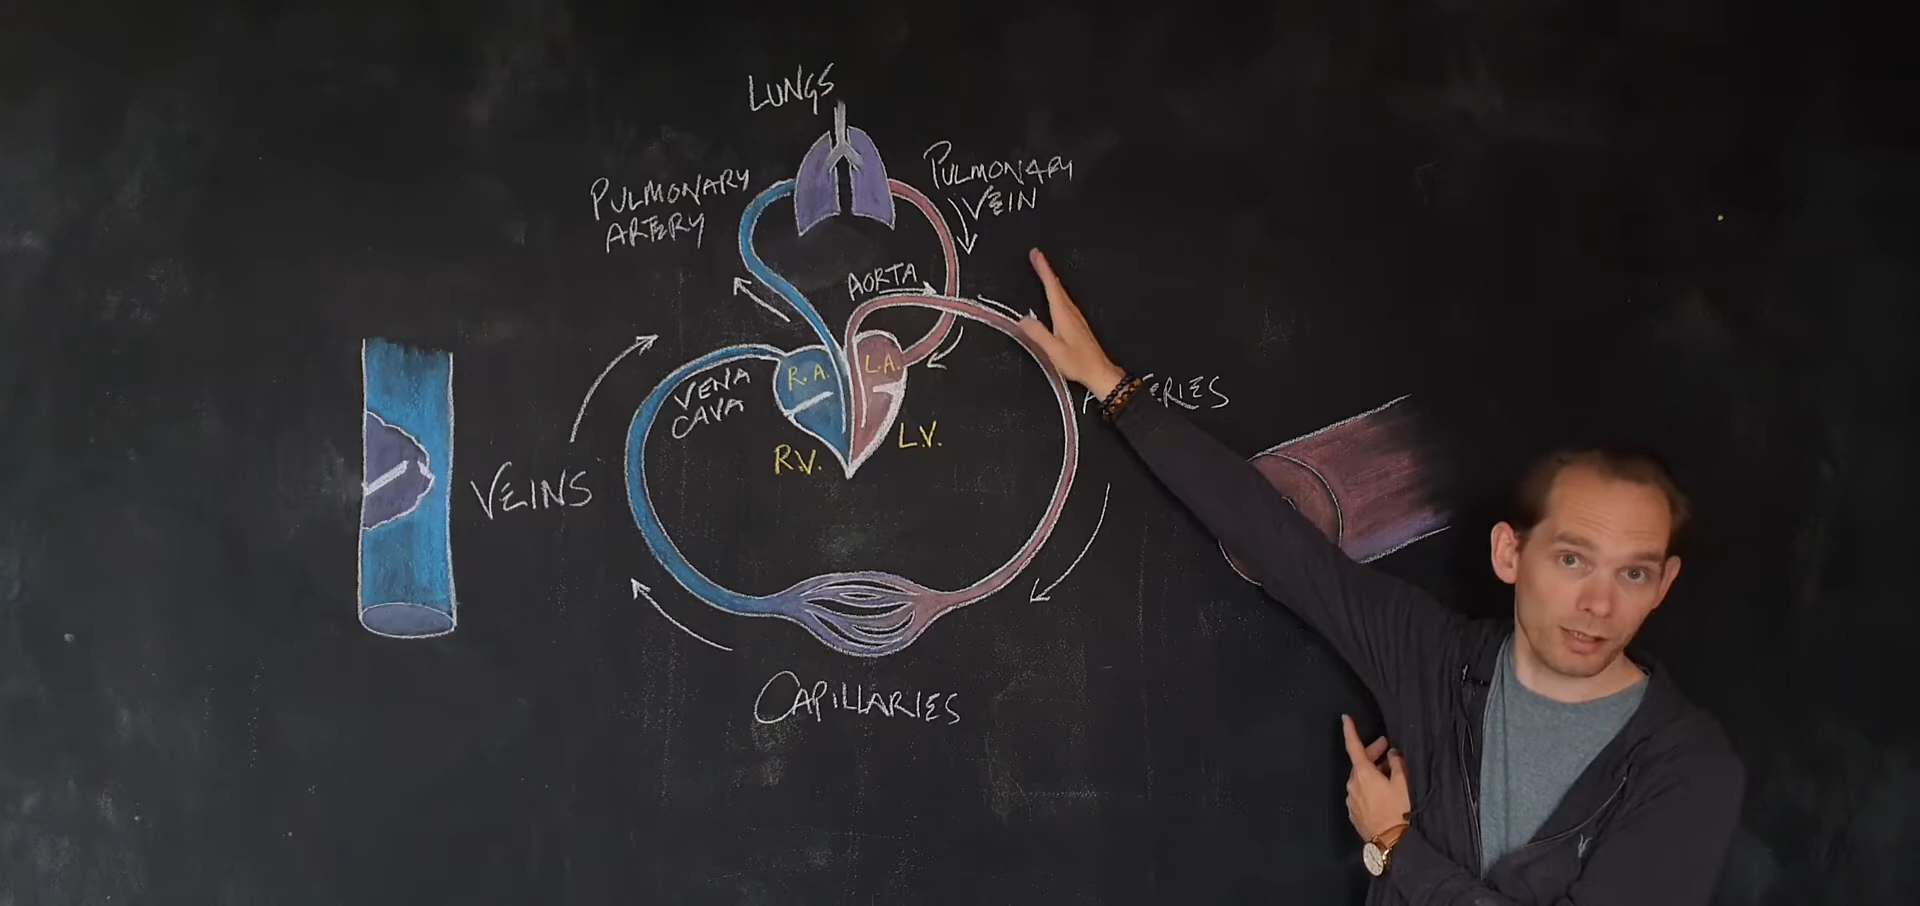 LUNGS
PULMONARY
ARTERY
PULMONARY
VEIN
AORTA
VENA
CAVA
R.A.
L.A.
R.V.
L.V.
VEINS
CAPILLARIES